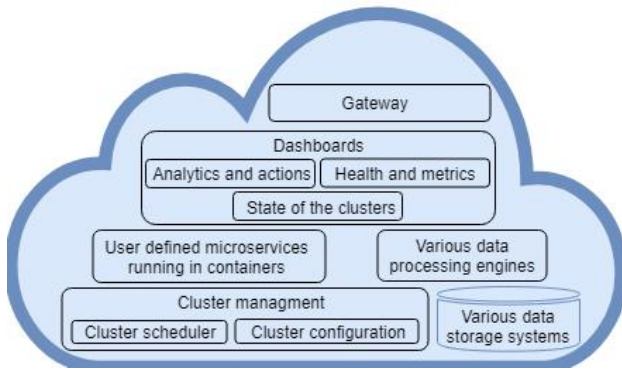 Gateway
Dashboards
Analytics and actions
Health and metrics
State of the clusters
User defined microservices
running in containers
Various data
processing engines
Cluster managment
Cluster scheduler
Cluster configuration
Various data
storage systems